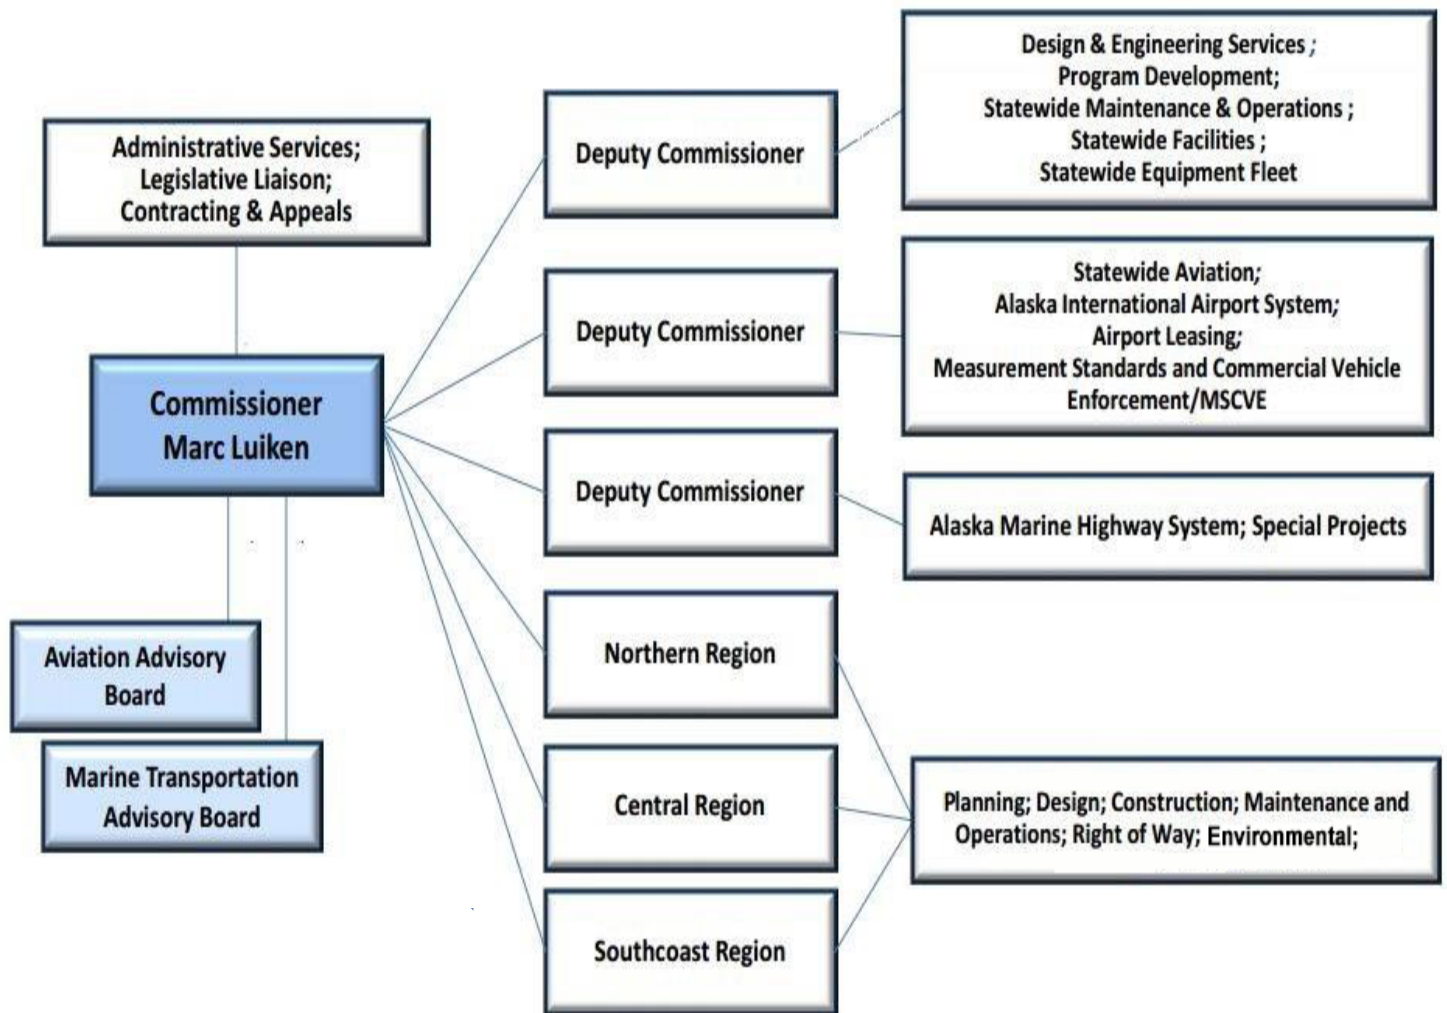 Administrative Services;
Legislative Liaison;
Contracting & Appeals
Commissioner
Marc Luiken
Aviation Advisory
Board
Marine Transportation
Advisory Board
Deputy Commissioner
Deputy Commissioner
Deputy Commissioner
Northern Region
Central Region
Southcoast Region
Design & Engineering Services ;
Program Development;
Statewide Maintenance & Operations ;
Statewide Facilities ;
Statewide Equipment Fleet
Statewide Aviation;
Alaska International Airport System;
Airport Leasing;
Measurement Standards and Commercial Vehicle
Enforcement/MSCVE
Alaska Marine Highway System; Special Projects
Planning; Design; Construction; Maintenance and
Operations; Right of Way; Environmental;